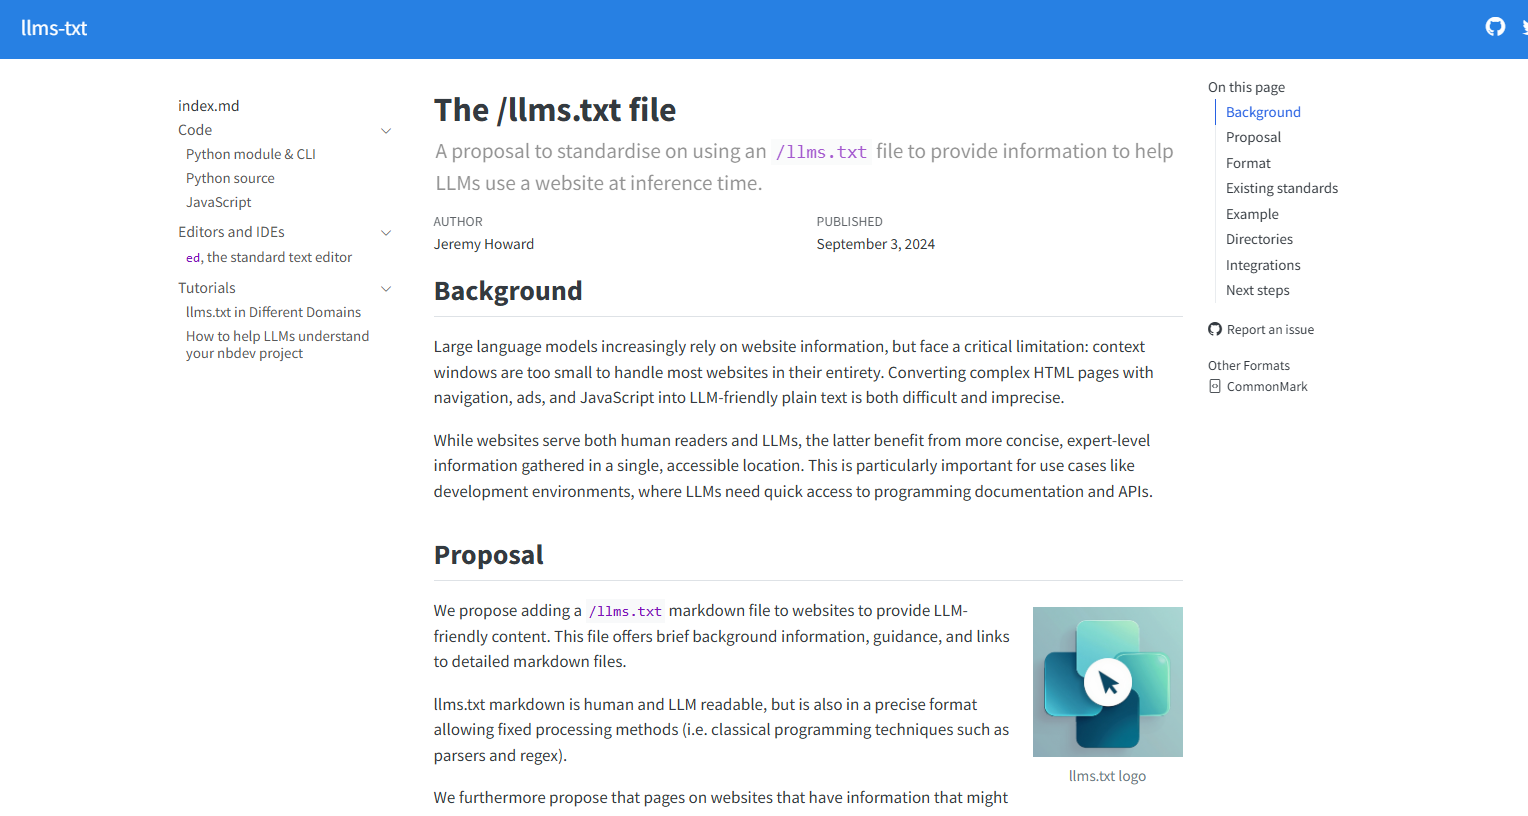 llms-txt
index.md
Code
Python module & CLI
Python source
JavaScript
Editors and IDEs
ed, the standard text editor
Tutorials
llms.txt in Different Domains
How to help LLMs understand
your nbdev project
The /llms.txt file
A proposal to standardise on using an /llms.txt file to provide information to help
LLMs use a website at inference time.
AUTHOR
Jeremy Howard
PUBLISHED
September 3, 2024
Background
Large language models increasingly rely on website information, but face a critical limitation: context
windows are too small to handle most websites in their entirety. Converting complex HTML pages with
navigation, ads, and JavaScript into LLM-friendly plain text is both difficult and imprecise.
While websites serve both human readers and LLMs, the latter benefit from more concise, expert-level
information gathered in a single, accessible location. This is particularly important for use cases like
development environments, where LLMs need quick access to programming documentation and APIs.
Proposal
We propose adding a /llms.txt markdown file to websites to provide LLM-
friendly content. This file offers brief background information, guidance, and links
to detailed markdown files.
llms.txt markdown is human and LLM readable, but is also in a precise format
allowing fixed processing methods (i.e. classical programming techniques such as
parsers and regex).
We furthermore propose that pages on websites that have information that might
llms.txt logo
On this page
Background
Proposal
Format
Existing standards
Example
Directories
Integrations
Next steps
Report an issue
Other Formats
CommonMark